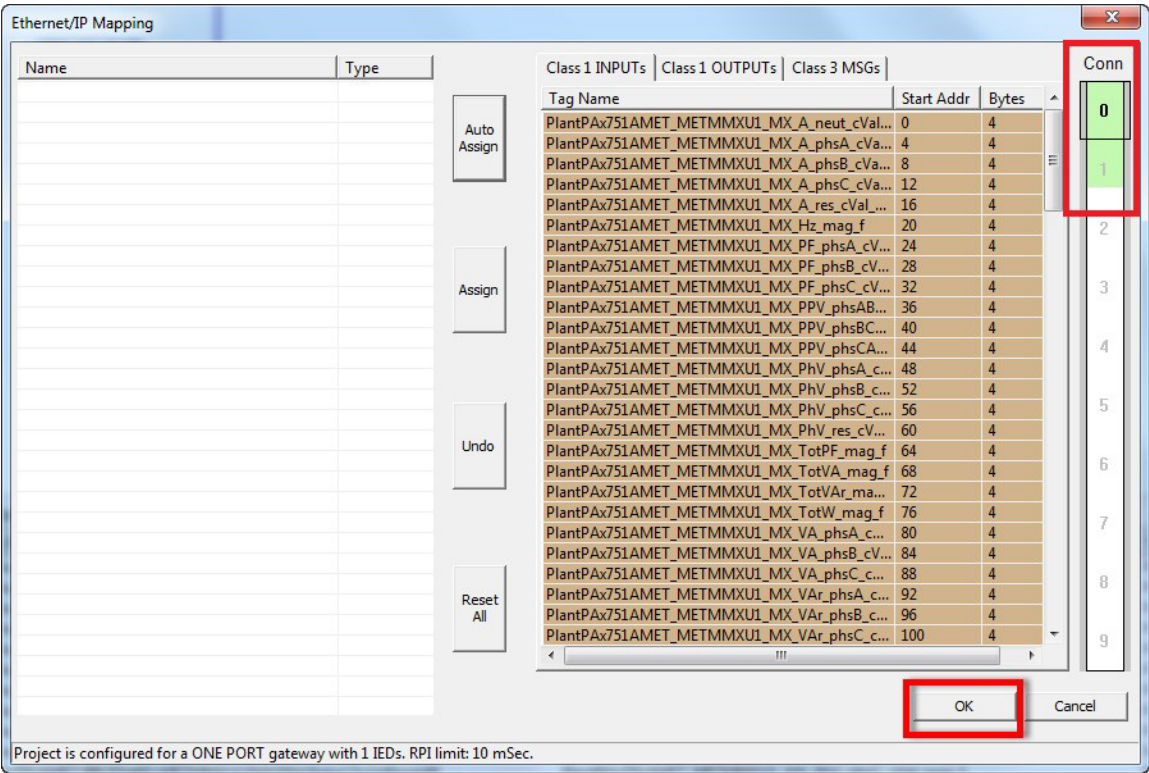 Ethernet/IP Mapping
Name Type
Auto
Assign
Assign
Undo
Reset
All
Class 1 INPUTs Class 1 OUTPUTs Class 3 MSGs
Tag Name Start Addr Bytes
PlantPAx751AMET_METMMXU1_MX_A_neut_cVal... 0 4
PlantPAx751AMET_METMMXU1_MX_A_phsA_cVa... 4 4
PlantPAx751AMET_METMMXU1_MX_A_phsB_cVa... 8 4
PlantPAx751AMET_METMMXU1_MX_A_phsC_cVa... 12 4
PlantPAx751AMET_METMMXU1_MX_A_res_cVal_... 16 4
PlantPAx751AMET_METMMXU1_MX_Hz_mag_f 20 4
PlantPAx751AMET_METMMXU1_MX_PF_phsA_cV... 24 4
PlantPAx751AMET_METMMXU1_MX_PF_phsB_cV... 28 4
PlantPAx751AMET_METMMXU1_MX_PF_phsC_cV... 32 4
PlantPAx751AMET_METMMXU1_MX_PPV_phsAB... 36 4
PlantPAx751AMET_METMMXU1_MX_PPV_phsBC... 40 4
PlantPAx751AMET_METMMXU1_MX_PPV_phsCA... 44 4
PlantPAx751AMET_METMMXU1_MX_PhV_phsA_c... 48 4
PlantPAx751AMET_METMMXU1_MX_PhV_phsB_c... 52 4
PlantPAx751AMET_METMMXU1_MX_PhV_phsC_c... 56 4
PlantPAx751AMET_METMMXU1_MX_PhV_res_cV... 60 4
PlantPAx751AMET_METMMXU1_MX_TotPF_mag_f 64 4
PlantPAx751AMET_METMMXU1_MX_TotVA_mag_f 68 4
PlantPAx751AMET_METMMXU1_MX_TotVAr_ma... 72 4
PlantPAx751AMET_METMMXU1_MX_TotW_mag_f 76 4
PlantPAx751AMET_METMMXU1_MX_VA_phsA_c... 80 4
PlantPAx751AMET_METMMXU1_MX_VA_phsB_cV... 84 4
PlantPAx751AMET_METMMXU1_MX_VA_phsC_c... 88 4
PlantPAx751AMET_METMMXU1_MX_VAr_phsA_c... 92 4
PlantPAx751AMET_METMMXU1_MX_VAr_phsB_c... 96 4
PlantPAx751AMET_METMMXU1_MX_VAr_phsC_c... 100 4
Conn
0
1
2
3
4
5
6
7
8
9
OK Cancel
Project is configured for a ONE PORT gateway with 1 IEDs. RPI limit: 10 mSec.